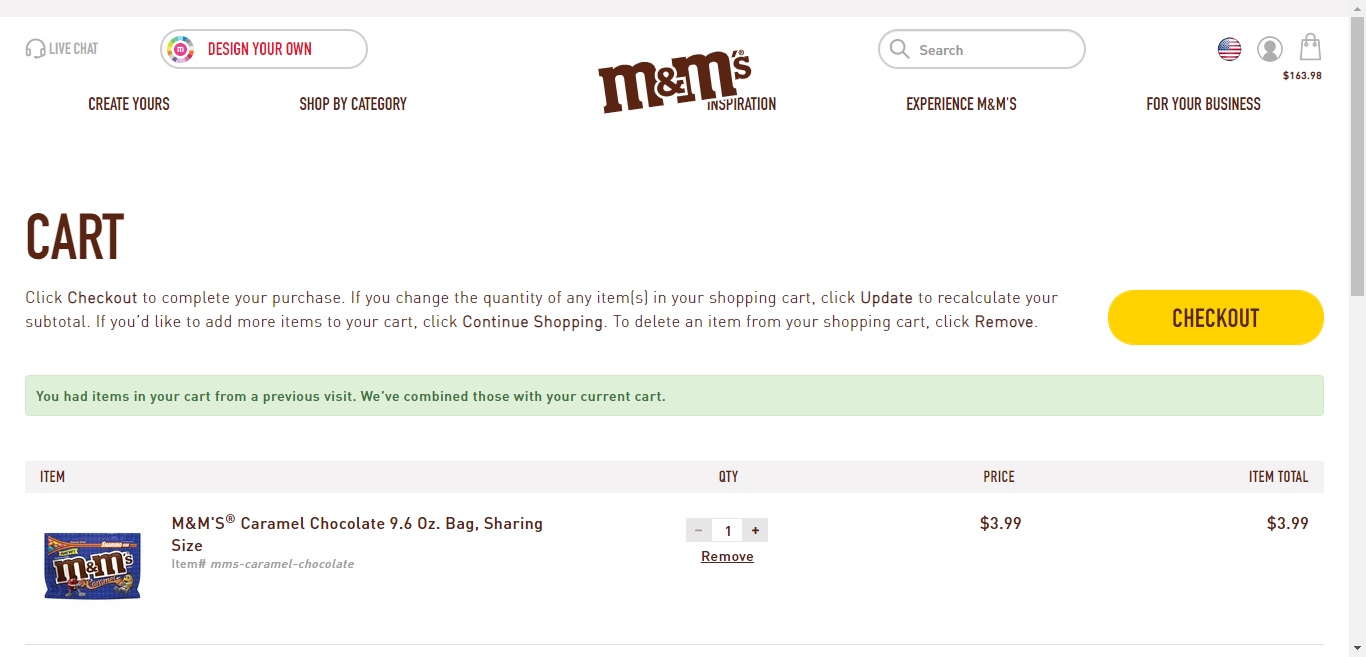 LIVE CHAT
DESIGN YOUR OWN
m&m's®
Search
$163.98
CREATE YOURS
SHOP BY CATEGORY
INSPIRATION
EXPERIENCE M&M'S
FOR YOUR BUSINESS
CART
Click Checkout to complete your purchase. If you change the quantity of any item(s) in your shopping cart, click Update to recalculate your
subtotal. If you’d like to add more items to your cart, click Continue Shopping. To delete an item from your shopping cart, click Remove.
CHECKOUT
You had items in your cart from a previous visit. We've combined those with your current cart.
ITEM QTY PRICE ITEM TOTAL
M&M'S® Caramel Chocolate 9.6 Oz. Bag, Sharing
Size
Item# mms-caramel-chocolate
- 1 +
Remove
$3.99
$3.99
m&m's
Caramel